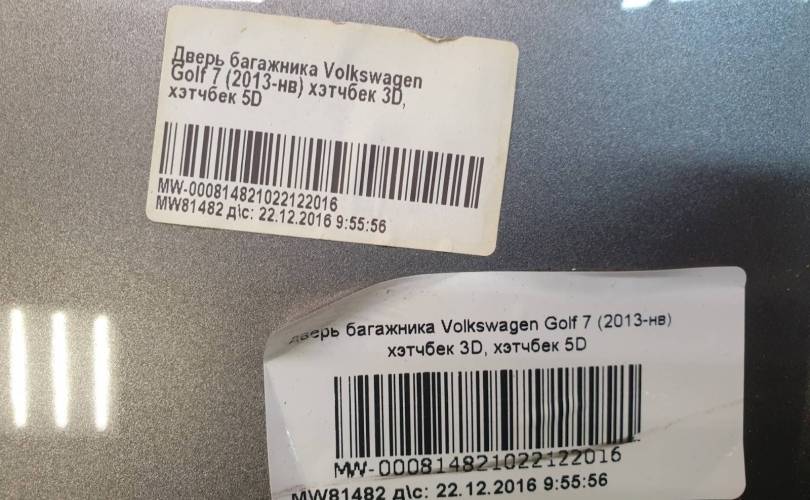 Дверь багажника Volkswagen
Golf 7 (2013-нв) хэтчбек 3D,
хэтчбек 5D
MW-000814821022122016
MW81482 д\с: 22.12.2016 9:55:56
дверь багажника Volkswagen Golf 7 (2013-нв)
хэтчбек 3D, хэтчбек 5D
MW-000814821022122016
MW81482 д\с: 22.12.2016 9:55:56